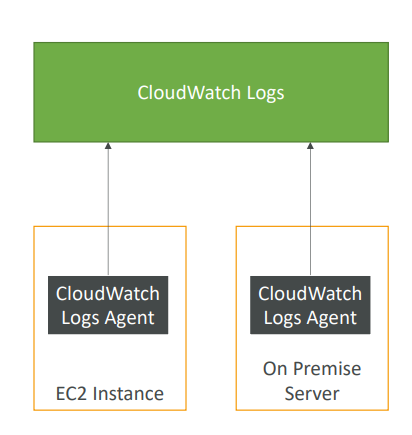 CloudWatch Logs
CloudWatch
Logs Agent
EC2 Instance
CloudWatch
Logs Agent
On Premise
Server